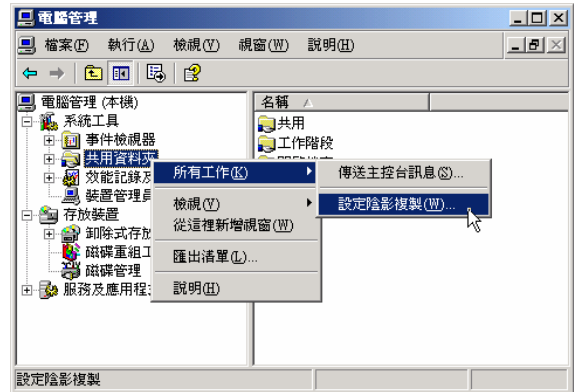 電腦管理
檔案(F) 執行(A) 檢視(V) 視窗(W) 說明(H)
電腦管理 (本機)
系統工具
事件檢視器
共用資料夾
效能記錄及
裝置管理員
存放裝置
卸除式存放
磁碟重組工
磁碟管理
服務及應用程
名稱
共用
工作階段
所有工作(K)
檢視(V)
從這裡新增視窗(W)
匯出清單(L)...
說明(H)
傳送主控台訊息(S)...
設定陰影複製(W)...
設定陰影複製